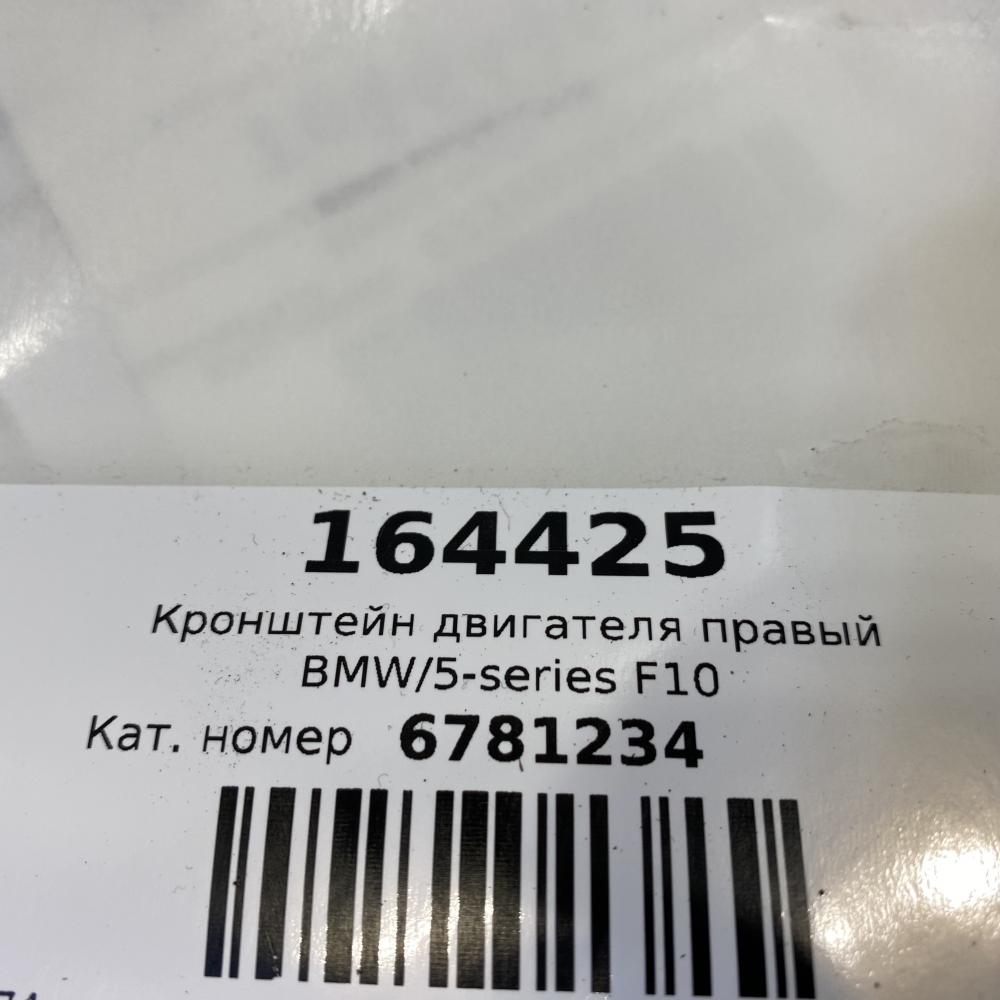 164425
Кронштейн двигателя правый
BMW/5-series F10
Кат. номер 6781234